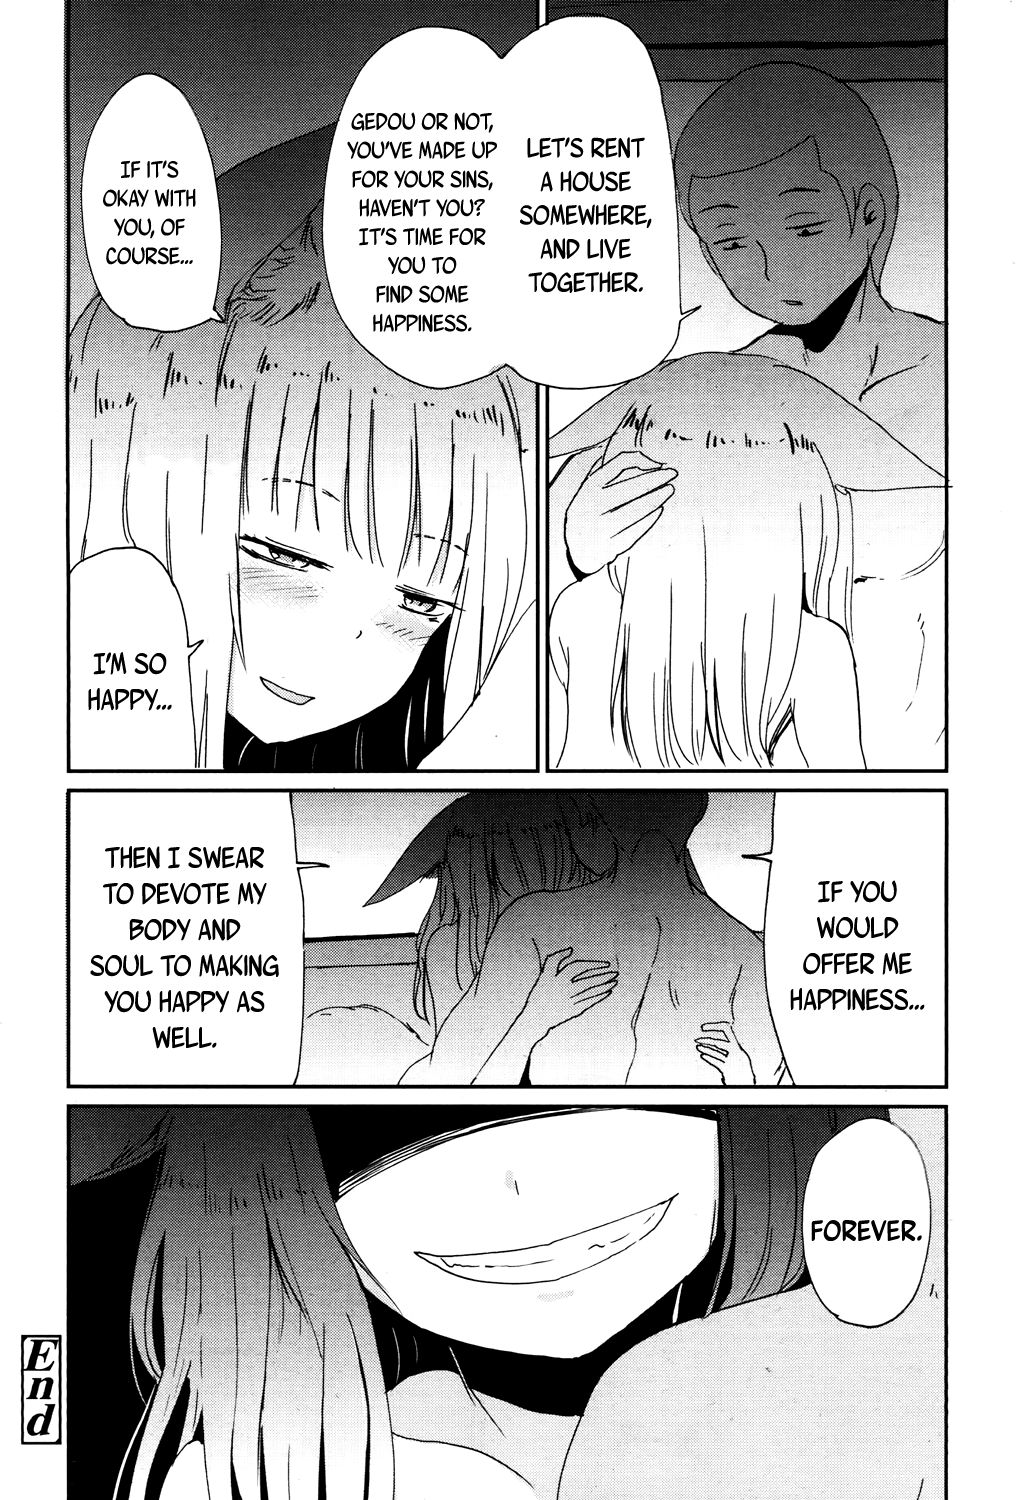 LET'S RENT
A HOUSE
SOMEWHERE,
AND LIVE
TOGETHER.
GEDOU OR NOT,
YOU'VE MADE UP
FOR YOUR SINS,
HAVEN'T YOU?
IT'S TIME FOR
YOU TO
FIND SOME
HAPPINESS.
IF IT'S
OKAY WITH
YOU, OF
COURSE...
I'M SO
HAPPY...
IF YOU
WOULD
OFFER ME
HAPPINESS...
THEN I SWEAR
TO DEVOTE MY
BODY AND
SOUL TO MAKING
YOU HAPPY AS
WELL.
FOREVER.
End